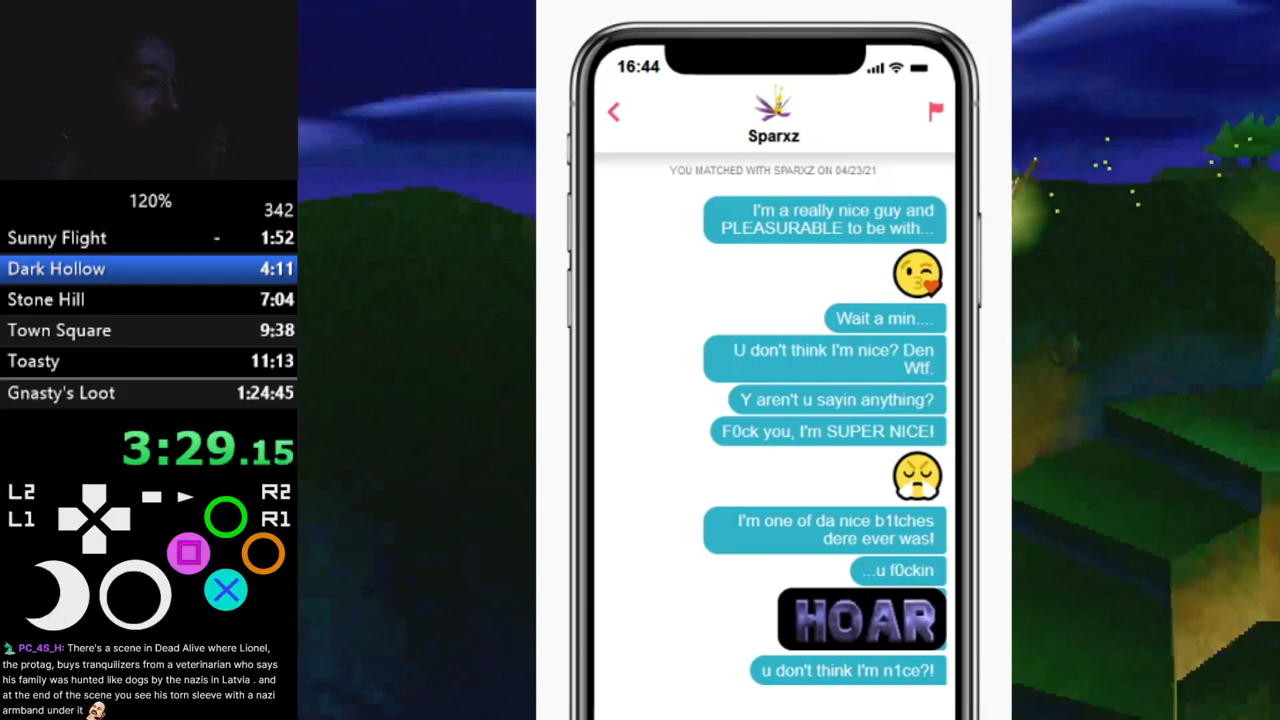 120%
342
Sunny Flight - 1:52
Dark Hollow 4:11
Stone Hill 7:04
Town Square 9:38
Toasty 11:13
Gnasty's Loot 1:24:45
3:29.15
L2 R2
L1 R1
PC_4S_H: There's a scene in Dead Alive where Lionel,
the protag, buys tranquilizers from a veterinarian who says
his family was hunted like dogs by the nazis in Latvia . and
at the end of the scene you see his torn sleeve with a nazi
armband under it
16:44
Sparxz
YOU MATCHED WITH SPARXZ ON 04/23/21
I'm a really nice guy and
PLEASURABLE to be with...
Wait a min....
U don't think I'm nice? Den
Wtf.
Y aren't u sayin anything?
F0ck you, I'm SUPER NICE!
I'm one of da nice b1tches
dere ever was!
...u f0ckin
HOAR
u don't think I'm n1ce?!